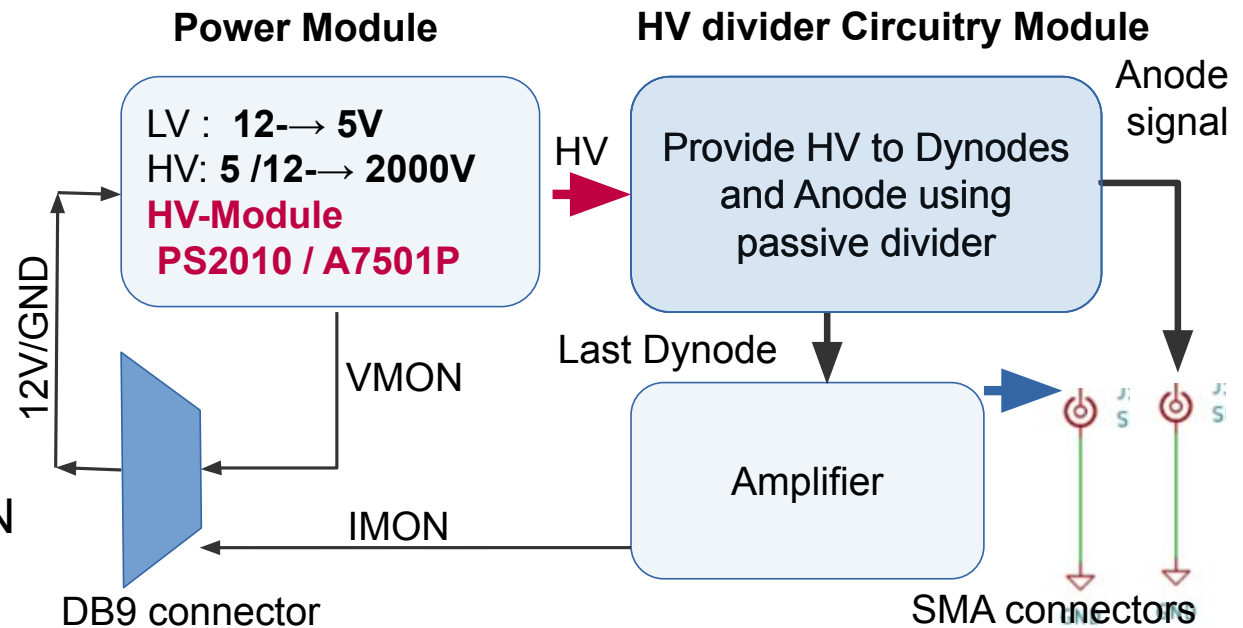 Power Module
HV divider Circuitry Module
LV : 12-→ 5V
HV: 5 /12-→ 2000V
HV-Module
PS2010 / A7501P
HV
Provide HV to Dynodes
and Anode using
passive divider
Anode
signal
12V/GND
VMON
Last Dynode
Amplifier
IMON
N
DB9 connector
SMA connectors
GND
GND